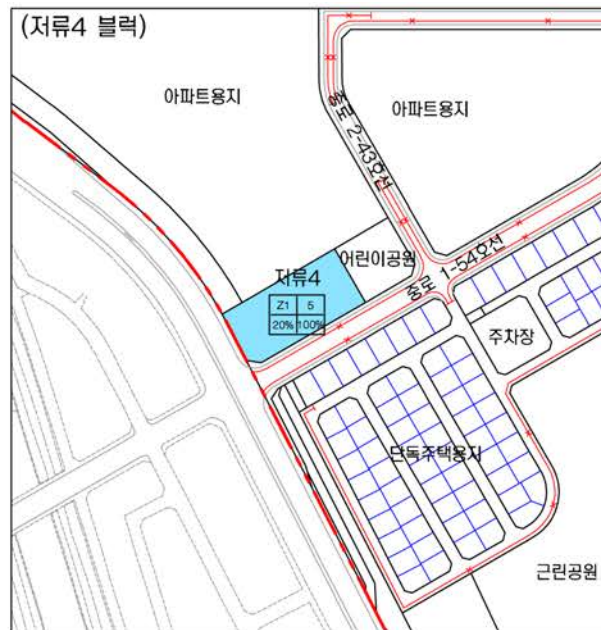 (저류4 블럭)
아파트용지
아파트용지
중로 2-43호선
어린이공원
중로 1-54호선
저류4
Z1 5
20% 100%
주차장
단독주택용지
근린공원